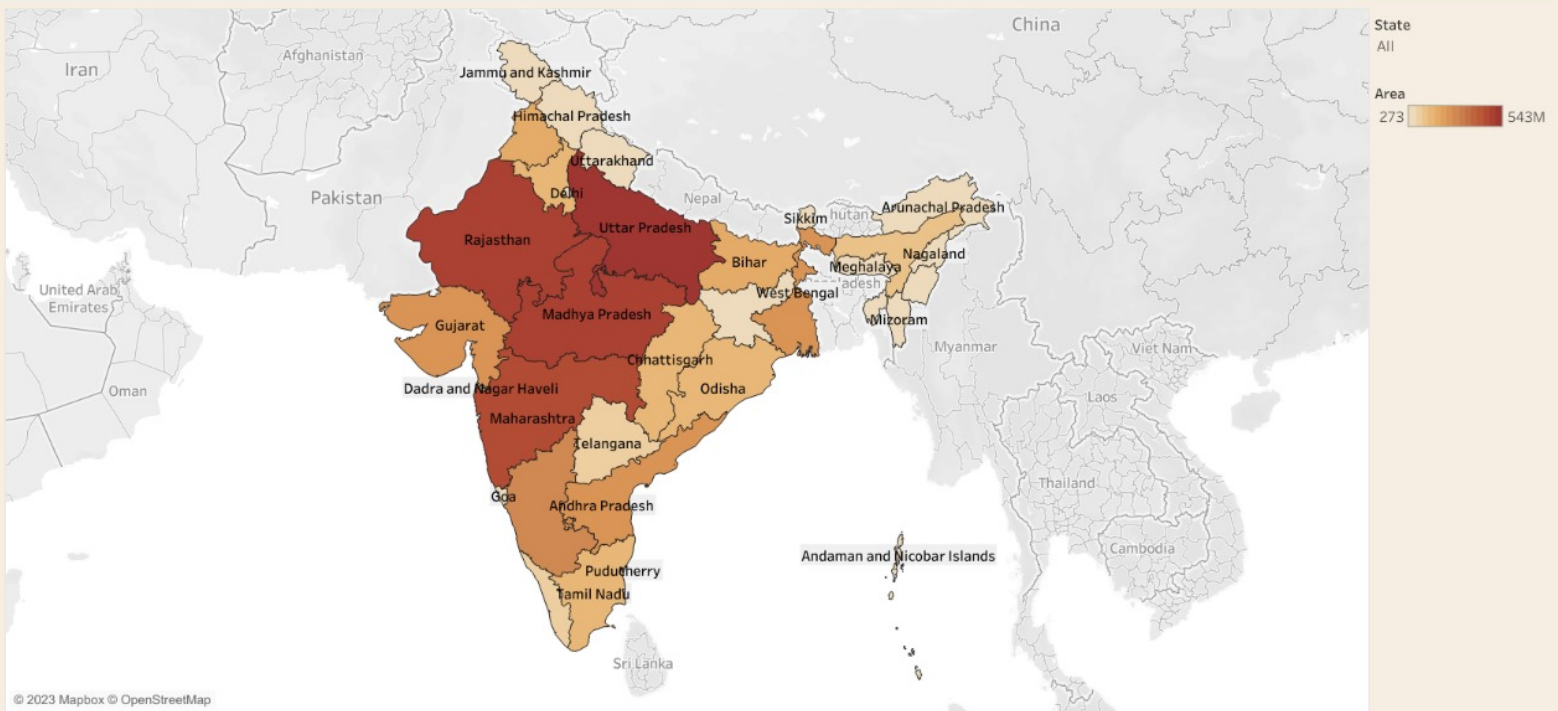 China
State
All
Afghanistan
Iran
Jammu and Kashmir
Area
273
543M
Himachal Pradesh
Uttarakhand
Pakistan
Delhi
Nepal
Sikkim
hutan
Arunachal Pradesh
Uttar Pradesh
Rajasthan
Bihar
Nagaland
Meghalaya
United Arab
Emirates
West Bengal
adesh
Madhya Pradesh
Gujarat
Mizoram
Myanmar
Viet Nam
Chhattisgarh
Oman
Dadra and Nagar Haveli
Odisha
Laos
Maharashtra
Telangana
Thailand
Goa
Andhra Pradesh
Cambodia
Andaman and Nicobar Islands
Puducherry
Tamil Nadu
Sri Lanka
© 2023 Mapbox © OpenStreetMap